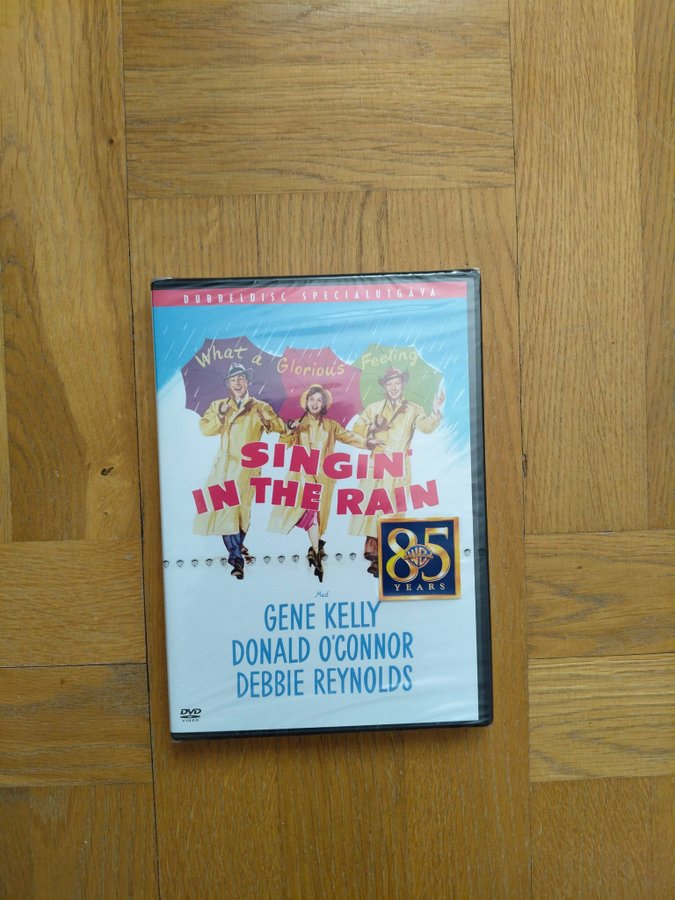 DUBBELDISC SPECIALUTGÅVA
What a Glorious Feeling
SINGIN'
IN THE RAIN
85
WB
YEARS
Med
GENE KELLY
DONALD O'CONNOR
DEBBIE REYNOLDS
DVD
VIDEO